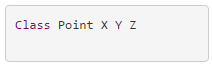 Class Point X Y Z